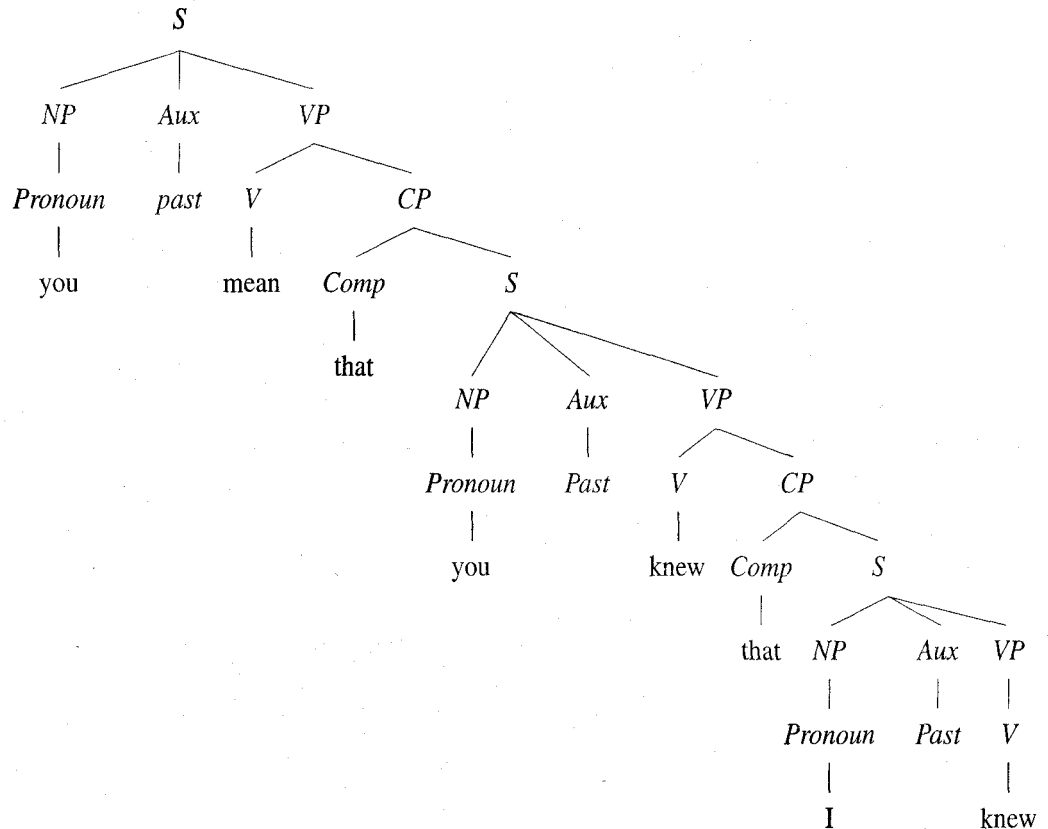 S
NP Aux VP
Pronoun past V CP
you mean Comp S
that
NP Aux VP
Pronoun Past V CP
you knew Comp S
that NP Aux VP
Pronoun Past V
I knew